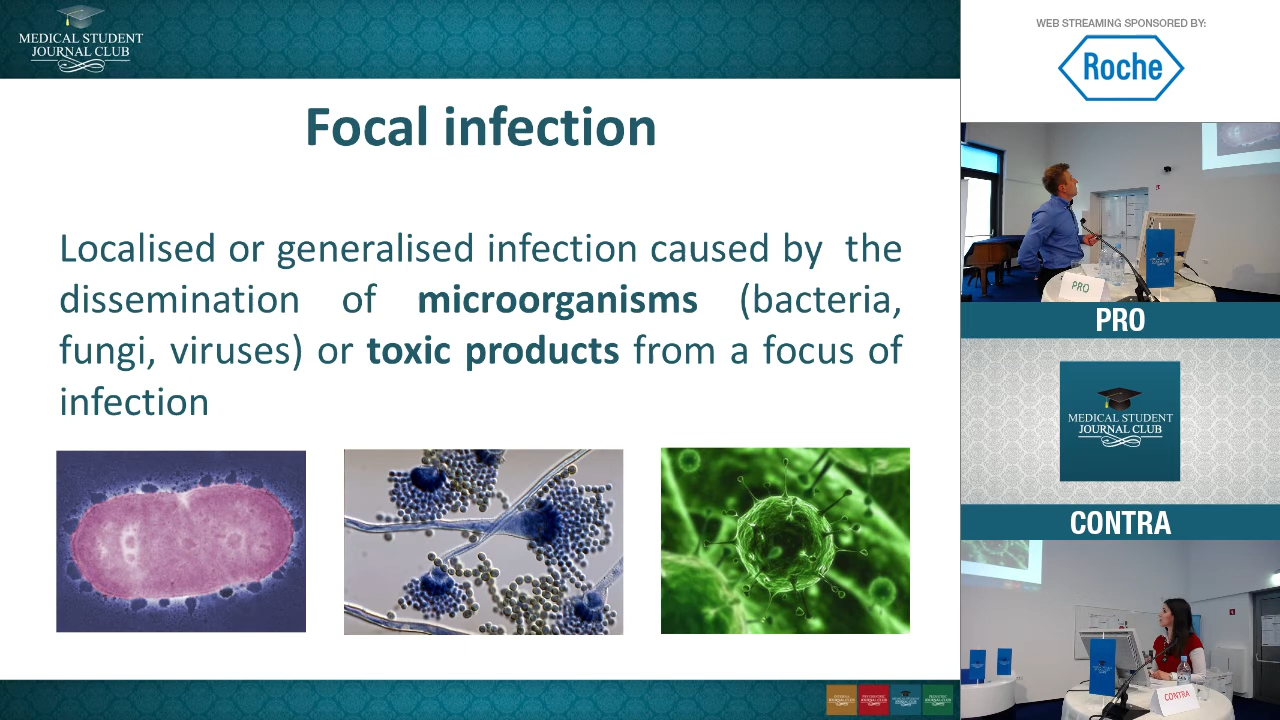 MEDICAL STUDENT
JOURNAL CLUB
Focal infection
Localised or generalised infection caused by the
dissemination of microorganisms (bacteria,
fungi, viruses) or toxic products from a focus of
infection
WEB STREAMING SPONSORED BY:
Roche
PRO
PRO
MEDICAL STUDENT
JOURNAL CLUB
CONTRA
CONTRA